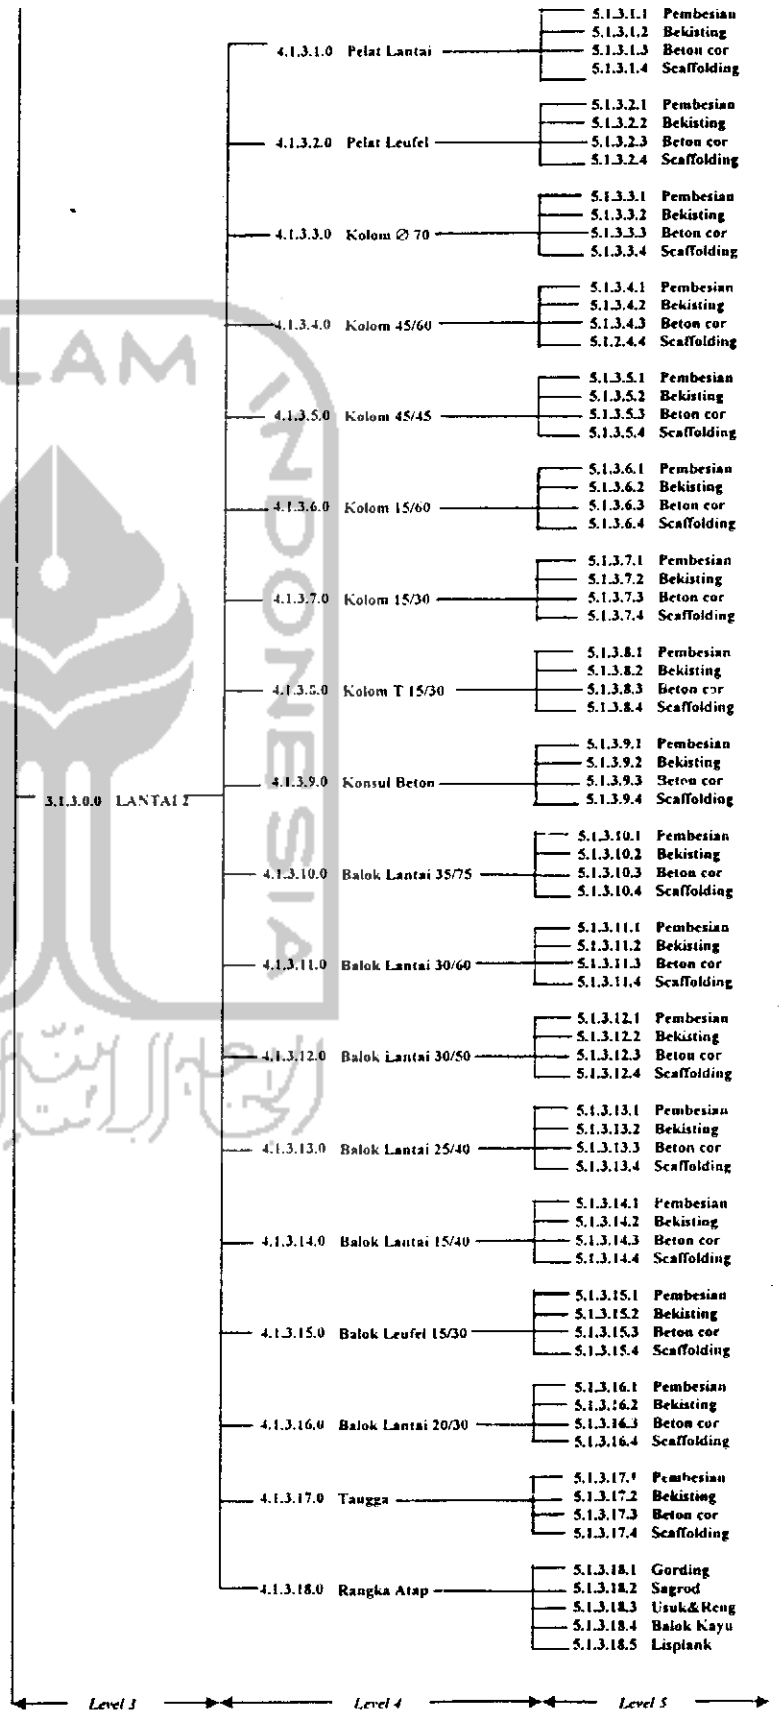 5.1.3.1.1 Pembesian
5.1.3.1.2 Bekisting
4.1.3.1.0 Pelat Lantai 5.1.3.1.3 Beton cor
5.1.3.1.4 Scaffolding
5.1.3.2.1 Pembesian
5.1.3.2.2 Bekisting
4.1.3.2.0 Pelat Leufel 5.1.3.2.3 Beton cor
5.1.3.2.4 Scaffolding
5.1.3.3.1 Pembesian
5.1.3.3.2 Bekisting
4.1.3.3.0 Kolom Ø 70 5.1.3.3.3 Beton cor
5.1.3.3.4 Scaffolding
5.1.3.4.1 Pembesian
5.1.3.4.2 Bekisting
4.1.3.4.0 Kolom 45/60 5.1.3.4.3 Beton cor
5.1.2.4.4 Scaffolding
5.1.3.5.1 Pembesian
5.1.3.5.2 Bekisting
4.1.3.5.0 Kolom 45/45 5.1.3.5.3 Beton cor
5.1.3.5.4 Scaffolding
5.1.3.6.1 Pembesian
5.1.3.6.2 Bekisting
4.1.3.6.0 Kolom 15/60 5.1.3.6.3 Beton cor
5.1.3.6.4 Scaffolding
5.1.3.7.1 Pembesian
5.1.3.7.2 Bekisting
4.1.3.7.0 Kolom 15/30 5.1.3.7.3 Beton cor
5.1.3.7.4 Scaffolding
5.1.3.8.1 Pembesian
5.1.3.8.2 Bekisting
4.1.3.8.0 Kolom T 15/30 5.1.3.8.3 Beton cor
5.1.3.8.4 Scaffolding
5.1.3.9.1 Pembesian
5.1.3.9.2 Bekisting
4.1.3.9.0 Konsul Beton 5.1.3.9.3 Beton cor
3.1.3.0.0 LANTAI 2 5.1.3.9.4 Scaffolding
5.1.3.10.1 Pembesian
5.1.3.10.2 Bekisting
4.1.3.10.0 Balok Lantai 35/75 5.1.3.10.3 Beton cor
5.1.3.10.4 Scaffolding
5.1.3.11.1 Pembesian
5.1.3.11.2 Bekisting
4.1.3.11.0 Balok Lantai 30/60 5.1.3.11.3 Beton cor
5.1.3.11.4 Scaffolding
5.1.3.12.1 Pembesian
5.1.3.12.2 Bekisting
4.1.3.12.0 Balok Lantai 30/50 5.1.3.12.3 Beton cor
5.1.3.12.4 Scaffolding
5.1.3.13.1 Pembesian
5.1.3.13.2 Bekisting
4.1.3.13.0 Balok Lantai 25/40 5.1.3.13.3 Beton cor
5.1.3.13.4 Scaffolding
5.1.3.14.1 Pembesian
5.1.3.14.2 Bekisting
4.1.3.14.0 Balok Lantai 15/40 5.1.3.14.3 Beton cor
5.1.3.14.4 Scaffolding
5.1.3.15.1 Pembesian
5.1.3.15.2 Bekisting
4.1.3.15.0 Balok Leufel 15/30 5.1.3.15.3 Beton cor
5.1.3.15.4 Scaffolding
5.1.3.16.1 Pembesian
5.1.3.16.2 Bekisting
4.1.3.16.0 Balok Lantai 20/30 5.1.3.16.3 Beton cor
5.1.3.16.4 Scaffolding
5.1.3.17.1 Pembesian
4.1.3.17.0 Tangga 5.1.3.17.2 Bekisting
5.1.3.17.3 Beton cor
5.1.3.17.4 Scaffolding
5.1.3.18.1 Gording
4.1.3.18.0 Rangka Atap 5.1.3.18.2 Sagrod
5.1.3.18.3 Usuk&Reng
5.1.3.18.4 Balok Kayu
5.1.3.18.5 Lisplank
Level 3 Level 4 Level 5
LAM
INDONESIA